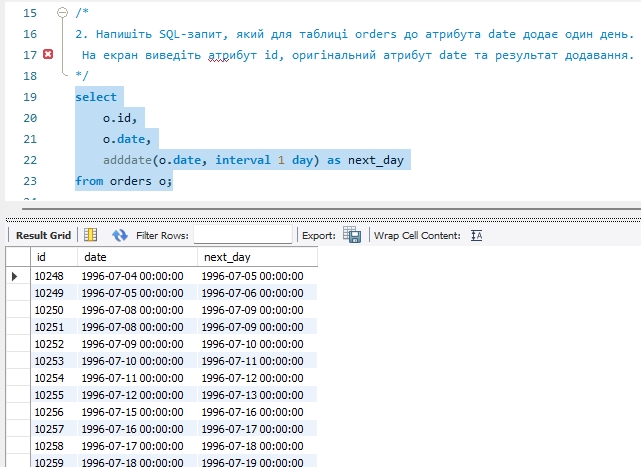 15 /*
16 2. Напишіть SQL-запит, який для таблиці orders до атрибута date додає один день.
17 На екран виведіть атрибут id, оригінальний атрибут date та результат додавання.
18 */
19 select
20 o.id,
21 o.date,
22 adddate(o.date, interval 1 day) as next_day
23 from orders o;
Result Grid Filter Rows: Export: Wrap Cell Content:
id date next_day
10248 1996-07-04 00:00:00 1996-07-05 00:00:00
10249 1996-07-05 00:00:00 1996-07-06 00:00:00
10250 1996-07-08 00:00:00 1996-07-09 00:00:00
10251 1996-07-08 00:00:00 1996-07-09 00:00:00
10252 1996-07-09 00:00:00 1996-07-10 00:00:00
10253 1996-07-10 00:00:00 1996-07-11 00:00:00
10254 1996-07-11 00:00:00 1996-07-12 00:00:00
10255 1996-07-12 00:00:00 1996-07-13 00:00:00
10256 1996-07-15 00:00:00 1996-07-16 00:00:00
10257 1996-07-16 00:00:00 1996-07-17 00:00:00
10258 1996-07-17 00:00:00 1996-07-18 00:00:00
10259 1996-07-18 00:00:00 1996-07-19 00:00:00